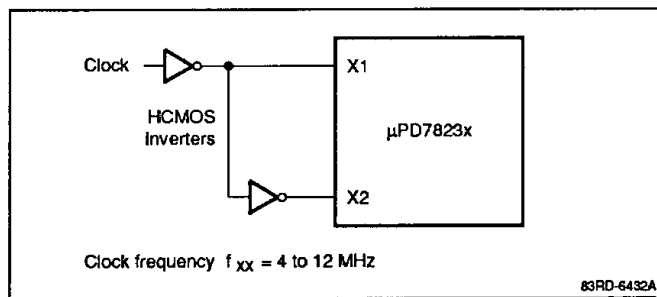 Clock
X1
HCMOS
Inverters
µPD7823x
X2
Clock frequency f XX = 4 to 12 MHz
83RD-6432A